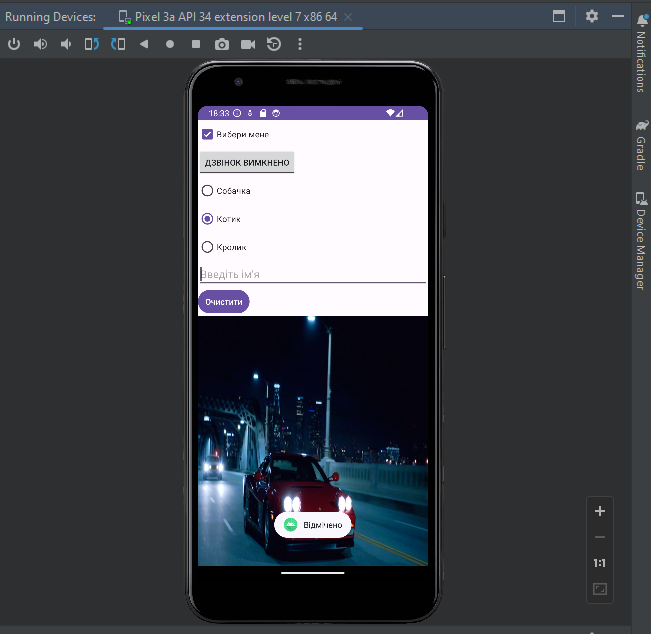 Running Devices:
Pixel 3a API 34 extension level 7 x86 64
18:33
Вибери мене
ДЗВІНОК ВИМКНЕНО
Собачка
Котик
Кролик
Введіть ім'я
Очистити
Відмічено
1:1
Notifications
Gradle
Device Manager